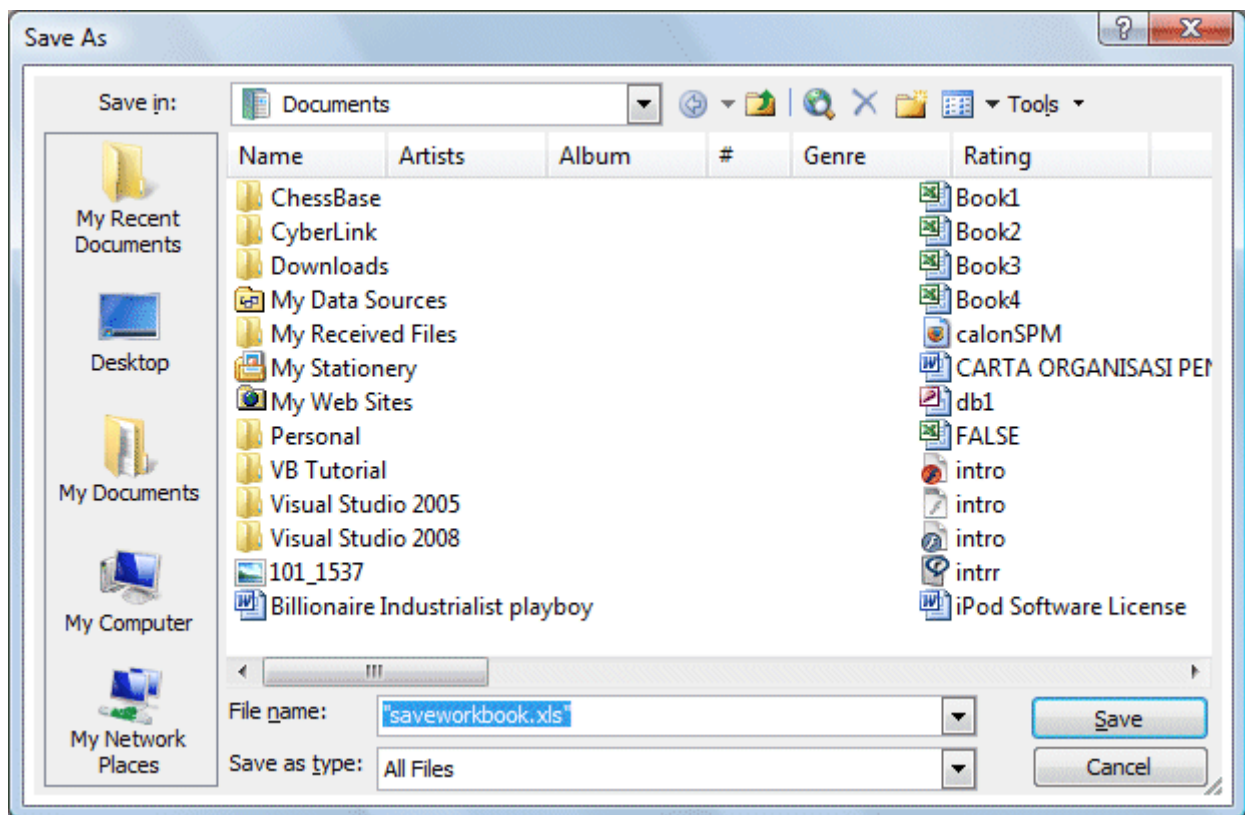 Save As
Save in:
Documents
Tools
My Recent
Documents
Desktop
My Documents
My Computer
My Network
Places
Name Artists Album # Genre Rating
ChessBase
CyberLink
Downloads
My Data Sources
My Received Files
My Stationery
My Web Sites
Personal
VB Tutorial
Visual Studio 2005
Visual Studio 2008
101_1537
Billionaire Industrialist playboy
Book1
Book2
Book3
Book4
calonSPM
CARTA ORGANISASI PEN
db1
FALSE
intro
intro
intro
intrr
iPod Software License
File name:
"saveworkbook.xls"
Save
Save as type:
All Files
Cancel